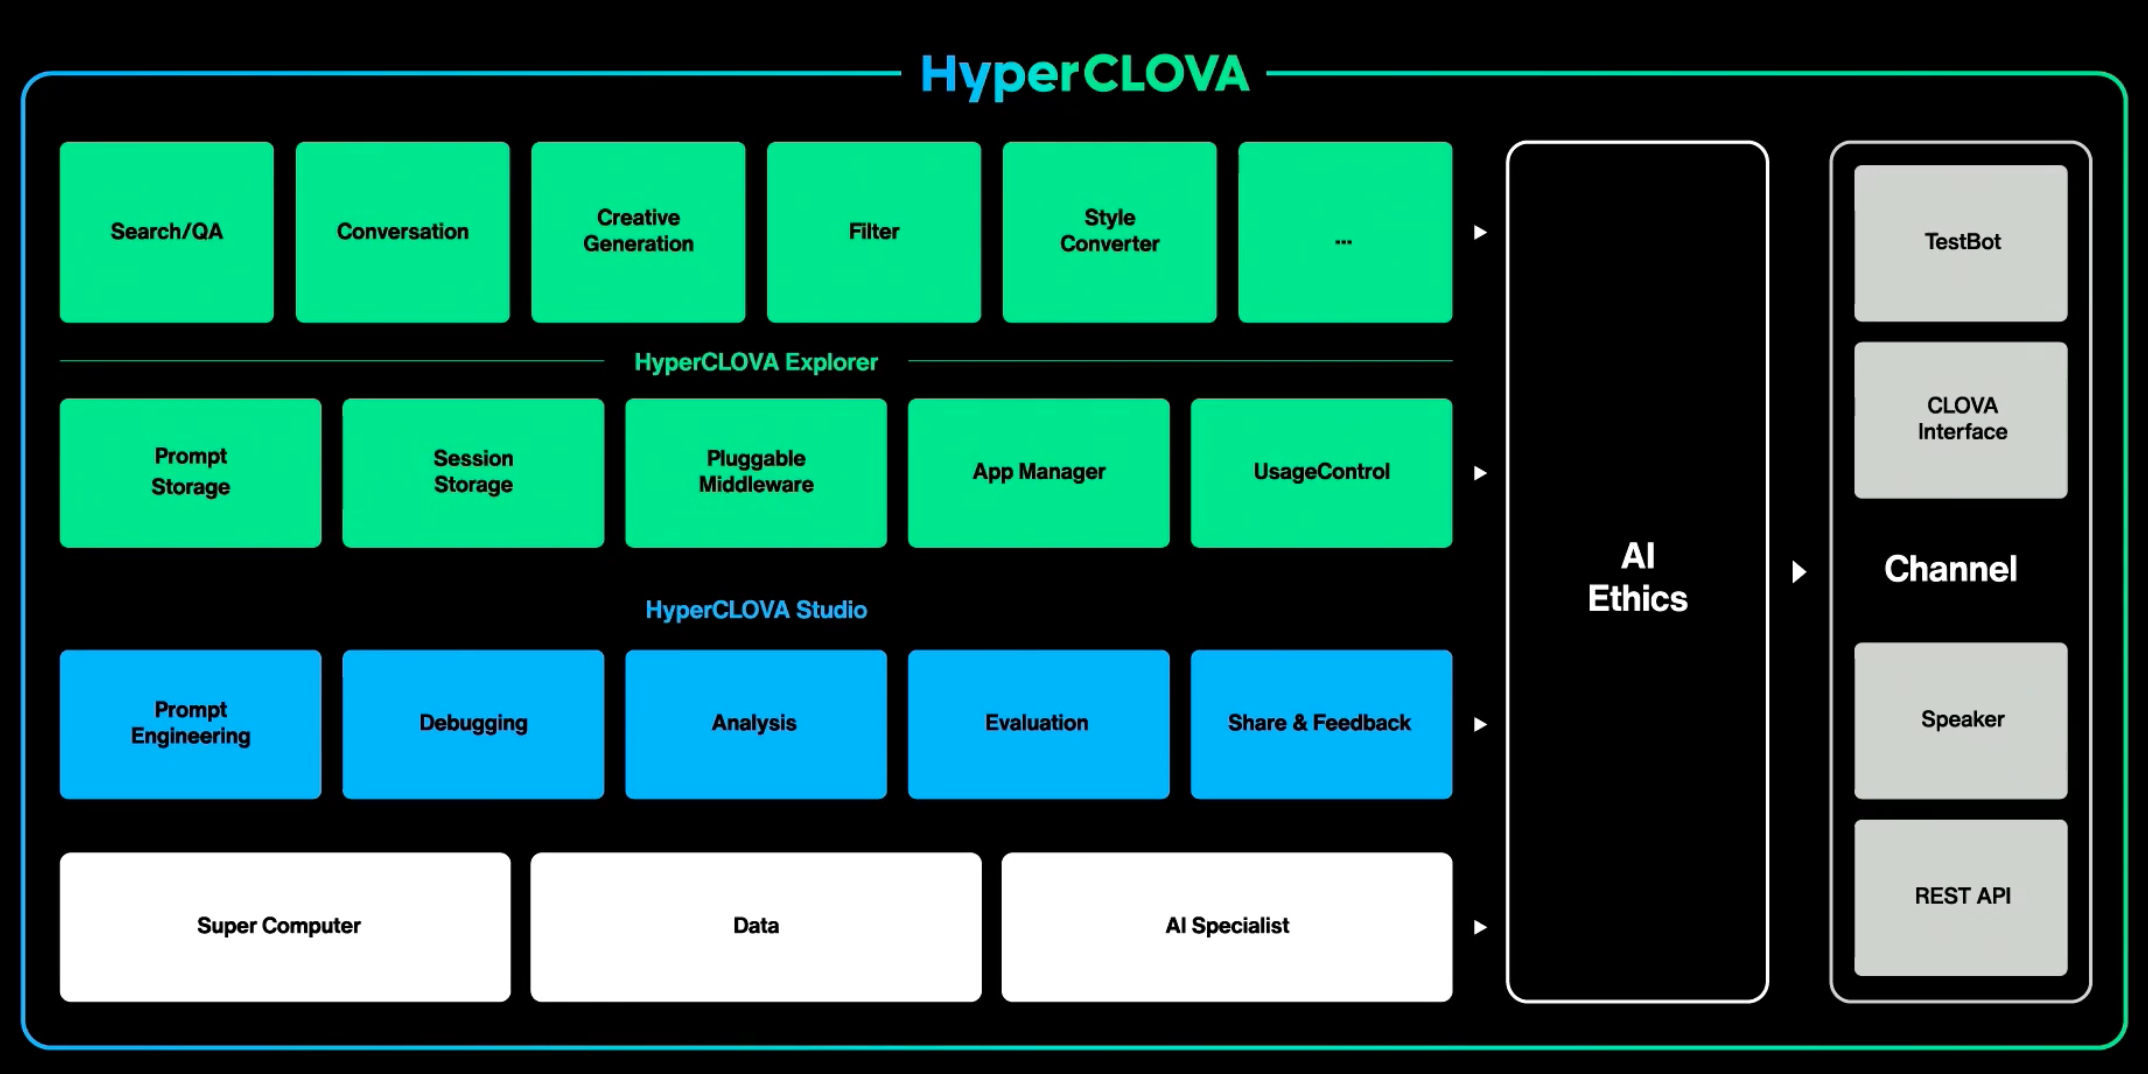 HyperCLOVA
Search/QA
Conversation
Creative
Generation
Filter
Style
Converter
...
HyperCLOVA Explorer
Prompt
Storage
Session
Storage
Pluggable
Middleware
App Manager
UsageControl
HyperCLOVA Studio
Prompt
Engineering
Debugging
Analysis
Evaluation
Share & Feedback
Super Computer
Data
AI Specialist
AI
Ethics
TestBot
CLOVA
Interface
Channel
Speaker
REST API